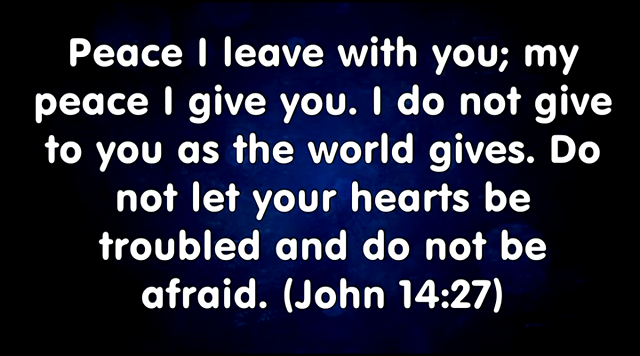 Peace I leave with you; my
peace I give you. I do not give
to you as the world gives. Do
not let your hearts be
troubled and do not be
afraid. (John 14:27)